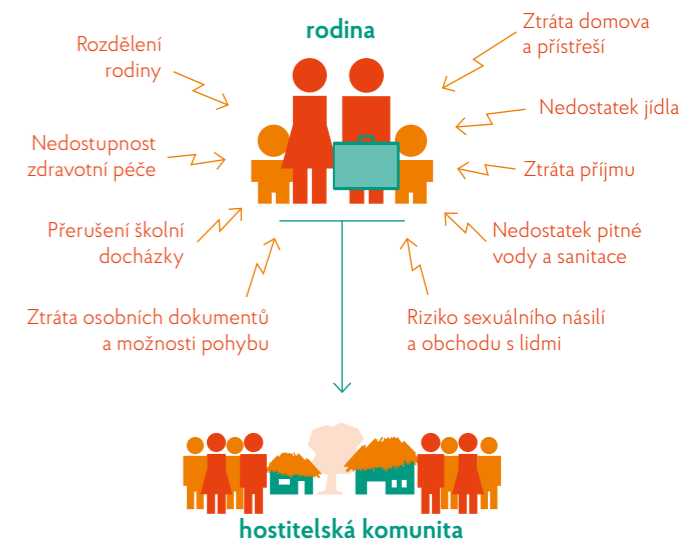 rodina
Rozdělení
rodiny
Nedostupnost
zdravotní péče
Přerušení školní
docházky
Ztráta osobních dokumentů
a možnosti pohybu
Ztráta domova
a přístřeší
Nedostatek jídla
Ztráta příjmu
Nedostatek pitné
vody a sanitace
Riziko sexuálního násilí
a obchodu s lidmi
hostitelská komunita